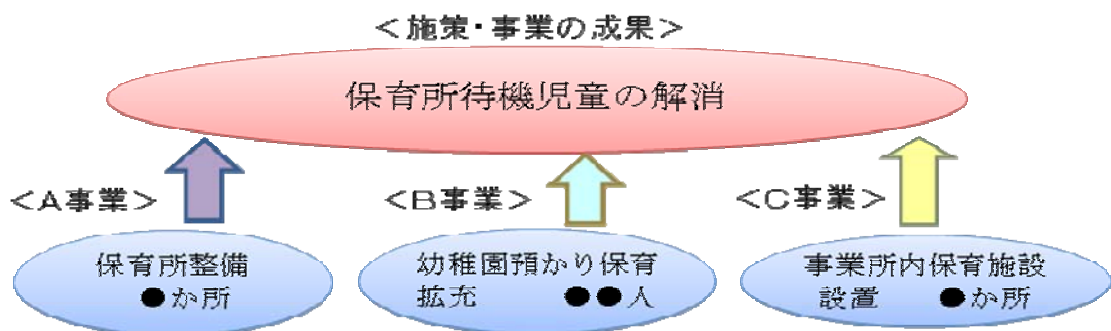 ＜施策・事業の成果＞
保育所待機児童の解消
＜A事業＞
＜B事業＞
＜C事業＞
保育所整備
●か所
幼稚園預かり保育
拡充　●●人
事業所内保育施設
設置　●か所